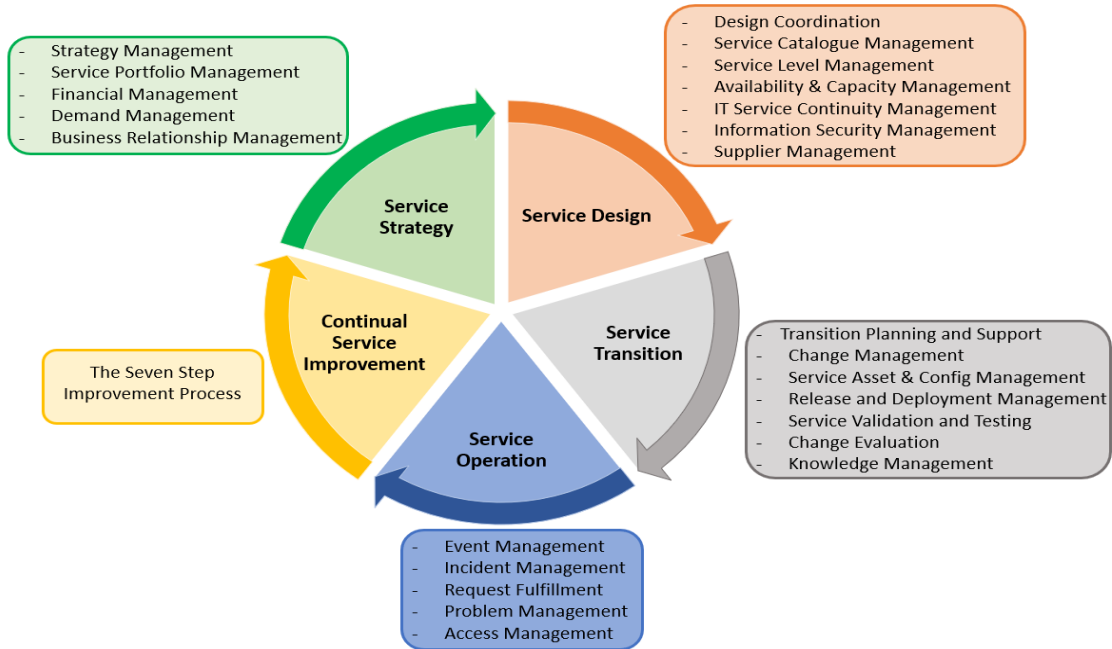 - Strategy Management
- Service Portfolio Management
- Financial Management
- Demand Management
- Business Relationship Management
- Design Coordination
- Service Catalogue Management
- Service Level Management
- Availability & Capacity Management
- IT Service Continuity Management
- Information Security Management
- Supplier Management
Service
Strategy
Service Design
Continual
Service
Improvement
Service
Transition
Service
Operation
The Seven Step
Improvement Process
- Transition Planning and Support
- Change Management
- Service Asset & Config Management
- Release and Deployment Management
- Service Validation and Testing
- Change Evaluation
- Knowledge Management
- Event Management
- Incident Management
- Request Fulfillment
- Problem Management
- Access Management